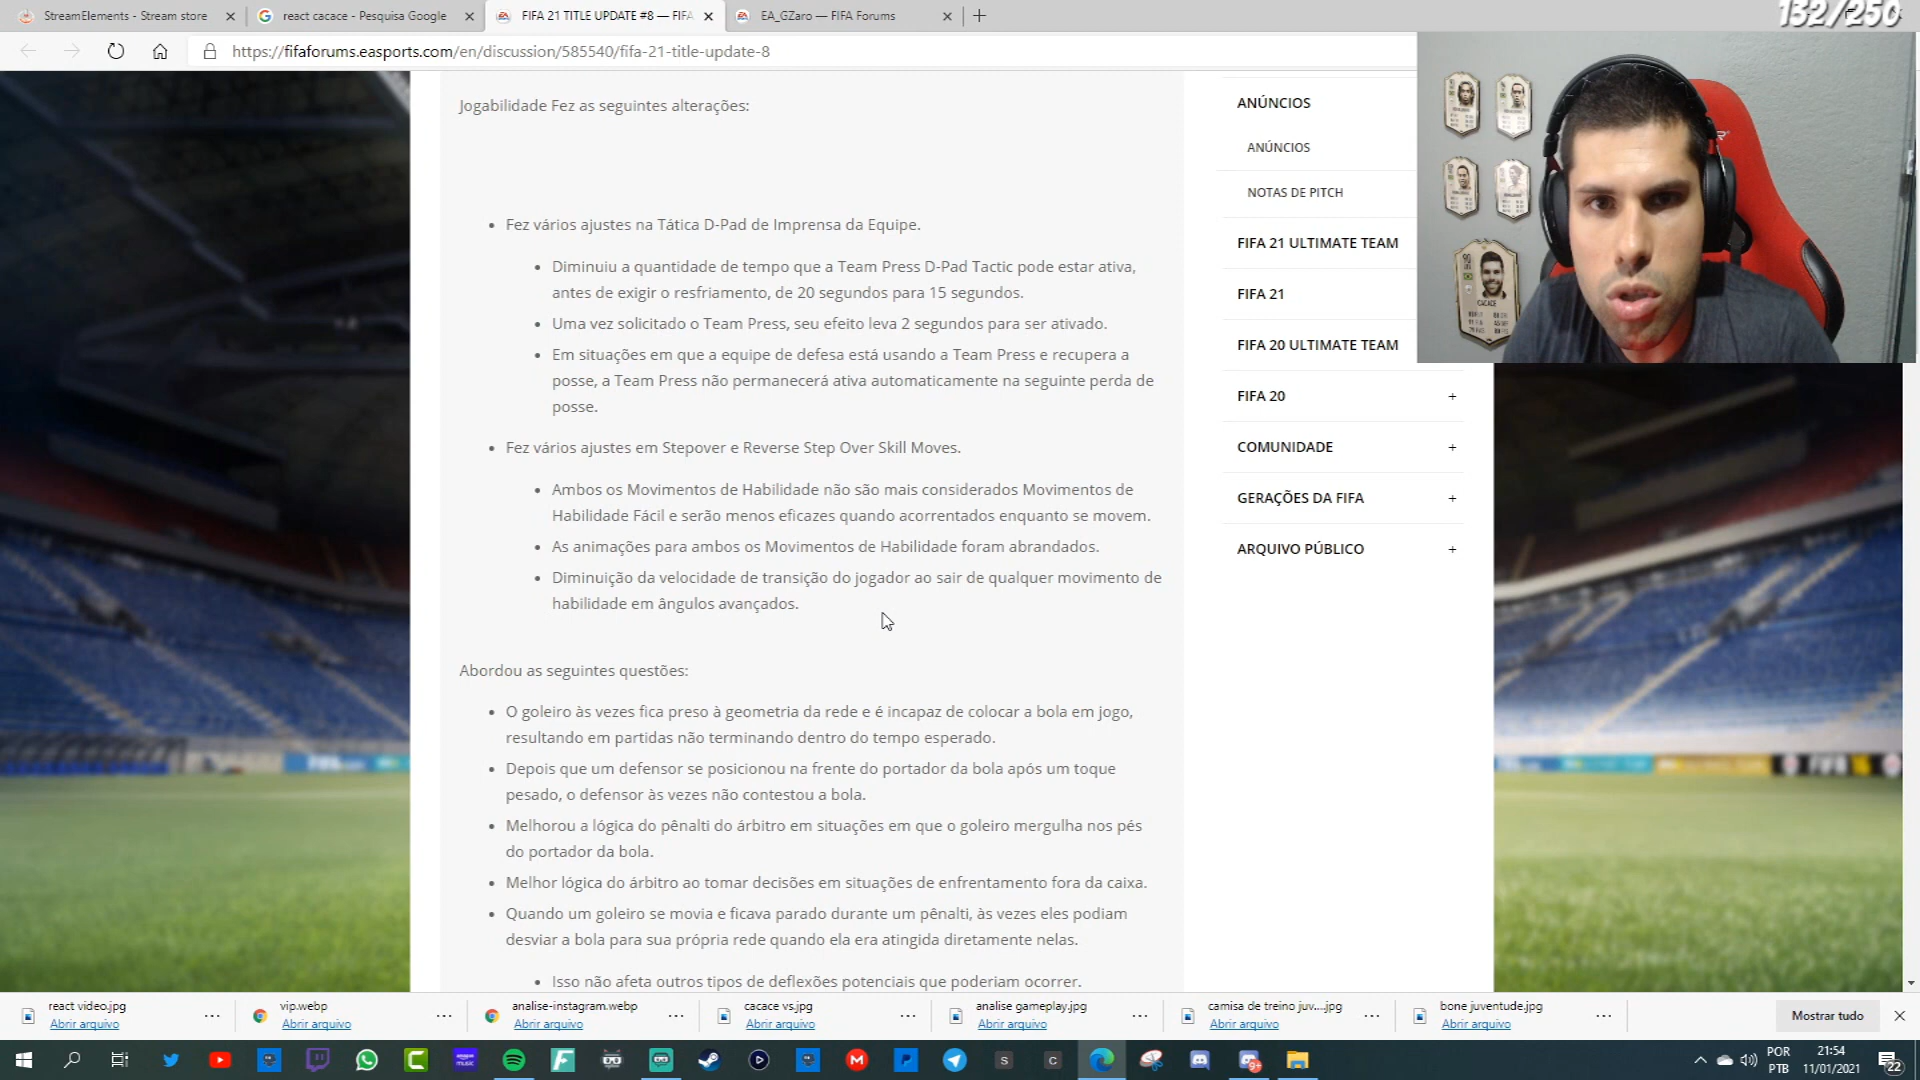 StreamElements - Stream store
react cacace - Pesquisa Google
FIFA 21 TITLE UPDATE #8 — FIFA
EA_GZaro — FIFA Forums
132/250
https://fifaforums.easports.com/en/discussion/585540/fifa-21-title-update-8
Jogabilidade Fez as seguintes alterações:
Fez vários ajustes na Tática D-Pad de Imprensa da Equipe.
Diminuiu a quantidade de tempo que a Team Press D-Pad Tactic pode estar ativa,
antes de exigir o resfriamento, de 20 segundos para 15 segundos.
Uma vez solicitado o Team Press, seu efeito leva 2 segundos para ser ativado.
Em situações em que a equipe de defesa está usando a Team Press e recupera a
posse, a Team Press não permanecerá ativa automaticamente na seguinte perda de
posse.
Fez vários ajustes em Stepover e Reverse Step Over Skill Moves.
Ambos os Movimentos de Habilidade não são mais considerados Movimentos de
Habilidade Fácil e serão menos eficazes quando acorrentados enquanto se movem.
As animações para ambos os Movimentos de Habilidade foram abrandados.
Diminuição da velocidade de transição do jogador ao sair de qualquer movimento de
habilidade em ângulos avançados.
Abordou as seguintes questões:
O goleiro às vezes fica preso à geometria da rede e é incapaz de colocar a bola em jogo,
resultando em partidas não terminando dentro do tempo esperado.
Depois que um defensor se posicionou na frente do portador da bola após um toque
pesado, o defensor às vezes não contestou a bola.
Melhorou a lógica do pênalti do árbitro em situações em que o goleiro mergulha nos pés
do portador da bola.
Melhor lógica do árbitro ao tomar decisões em situações de enfrentamento fora da caixa.
Quando um goleiro se movia e ficava parado durante um pênalti, às vezes eles podiam
desviar a bola para sua própria rede quando ela era atingida diretamente nelas.
Isso não afeta outros tipos de deflexões potenciais que poderiam ocorrer.
ANÚNCIOS
ANÚNCIOS
NOTAS DE PITCH
FIFA 21 ULTIMATE TEAM
FIFA 21
FIFA 20 ULTIMATE TEAM
FIFA 20 +
COMUNIDADE +
GERAÇÕES DA FIFA +
ARQUIVO PÚBLICO +
90
CACACE
react video.jpg
Abrir arquivo
vip.webp
Abrir arquivo
analise-instagram.webp
Abrir arquivo
cacace vs.jpg
Abrir arquivo
analise gameplay.jpg
Abrir arquivo
camisa de treino juv....jpg
Abrir arquivo
bone juventude.jpg
Abrir arquivo
Mostrar tudo
POR
PTB
21:54
11/01/2021
22